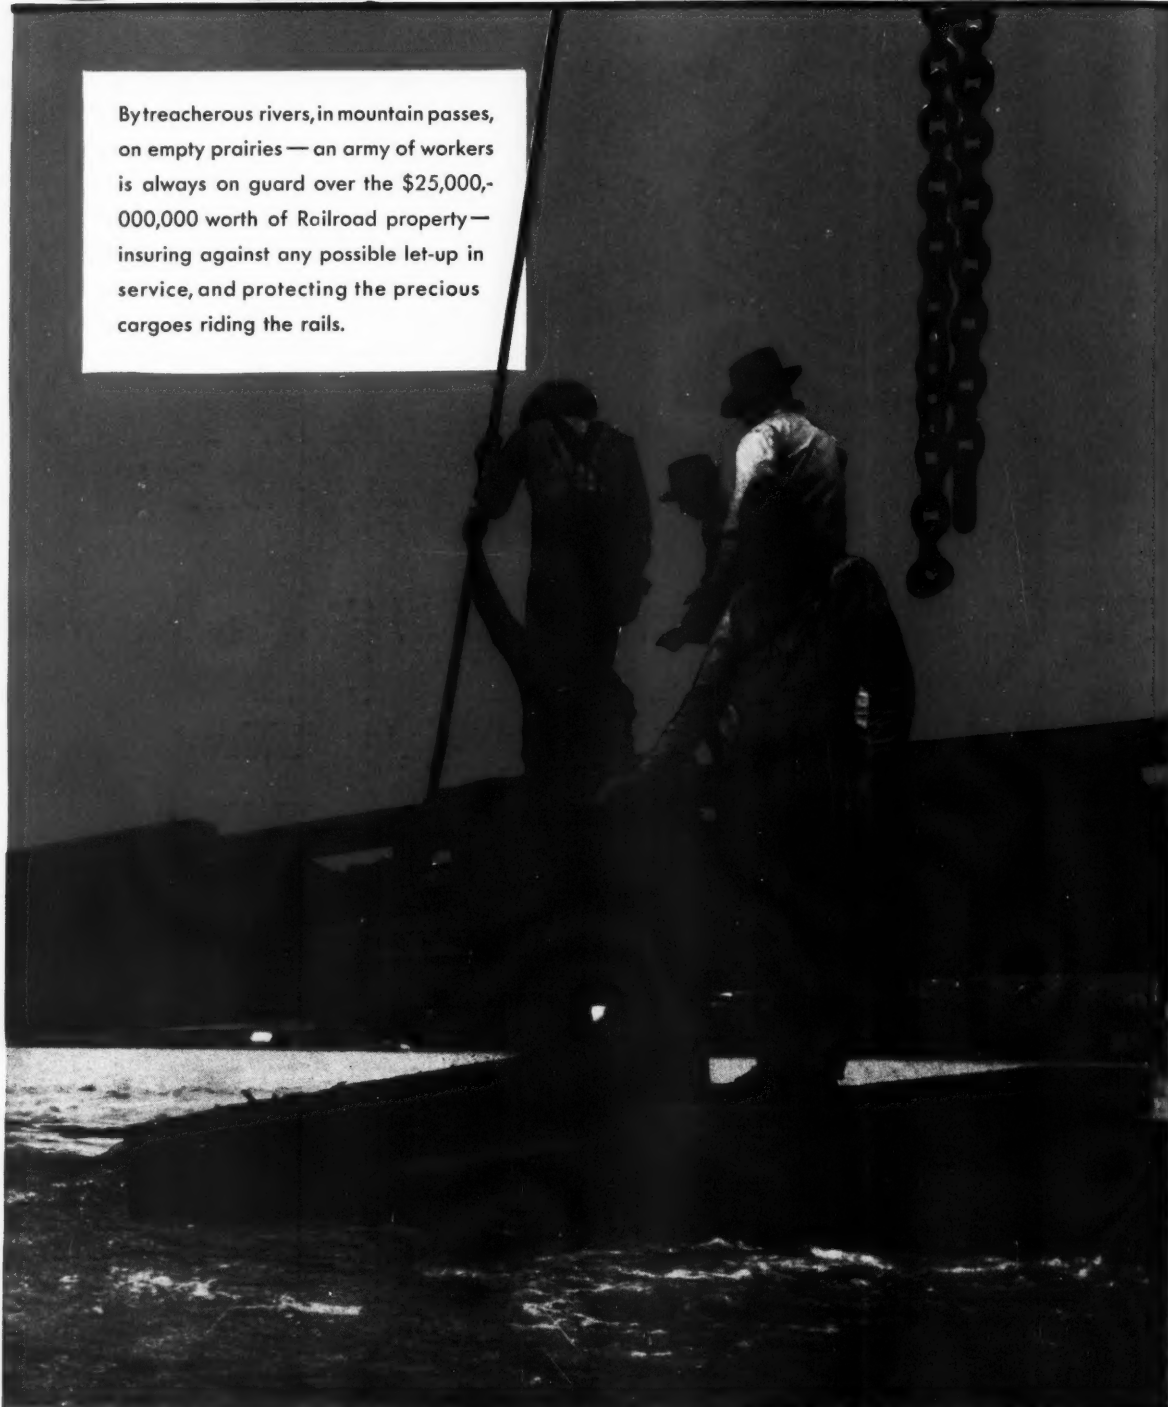 By treacherous rivers, in mountain passes,
on empty prairies — an army of workers
is always on guard over the $25,000,-
000,000 worth of Railroad property —
insuring against any possible let-up in
service, and protecting the precious
cargoes riding the rails.